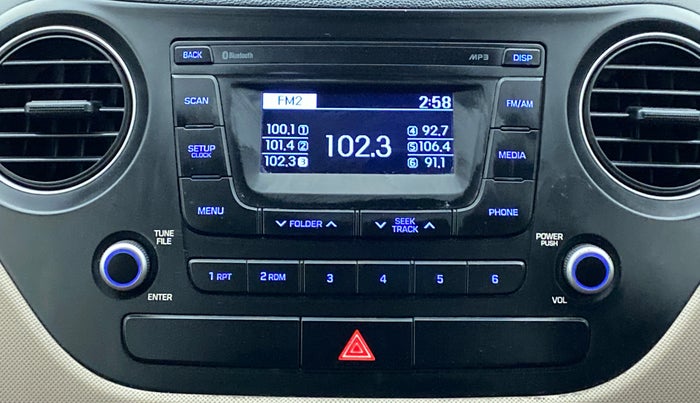 BACK Bluetooth MP3 DISP
SCAN
FM2 2:58
FM/AM
100.1 1
101.4 2
102.3 3
102.3
4 92.7
5 106.4
6 91.1
SETUP
CLOCK
MEDIA
MENU
FOLDER
SEEK
TRACK
PHONE
TUNE
FILE
POWER
PUSH
1 RPT 2 RDM 3 4 5 6
ENTER
VOL